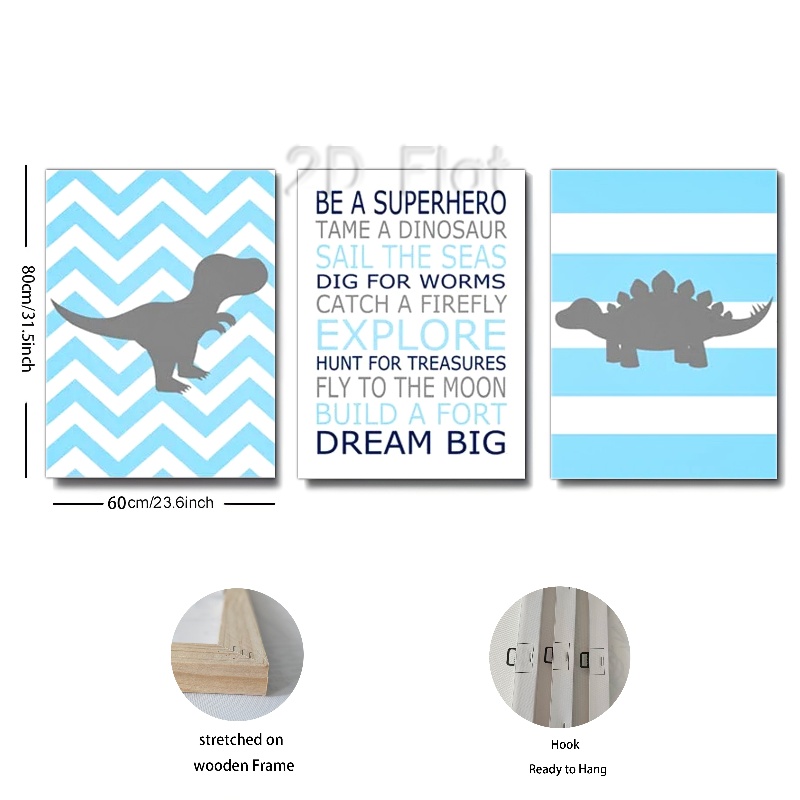 2D Flat
BE A SUPERHERO
TAME A DINOSAUR
SAIL THE SEAS
DIG FOR WORMS
CATCH A FIREFLY
EXPLORE
HUNT FOR TREASURES
FLY TO THE MOON
BUILD A FORT
DREAM BIG
80cm/31.5inch
60cm/23.6inch
stretched on
wooden Frame
Hook
Ready to Hang